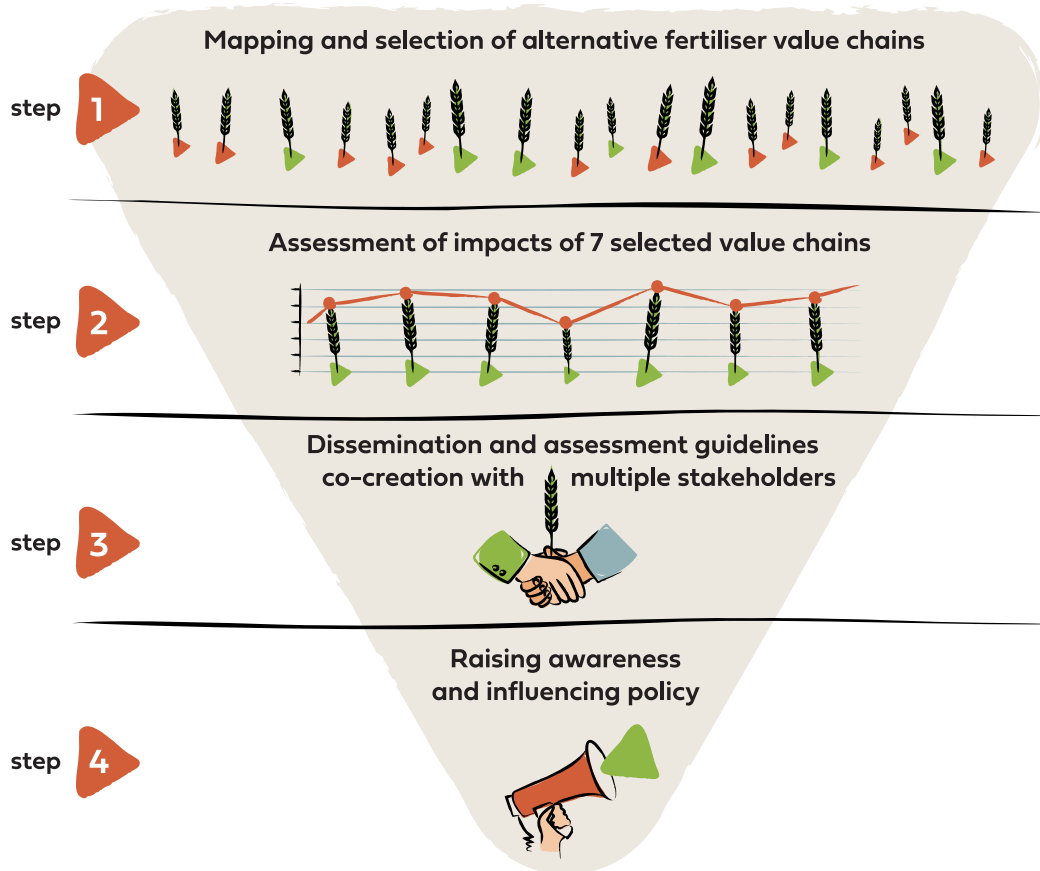 Mapping and selection of alternative fertiliser value chains
step 1
Assessment of impacts of 7 selected value chains
step 2
Dissemination and assessment guidelines
co-creation with multiple stakeholders
step 3
Raising awareness
and influencing policy
step 4